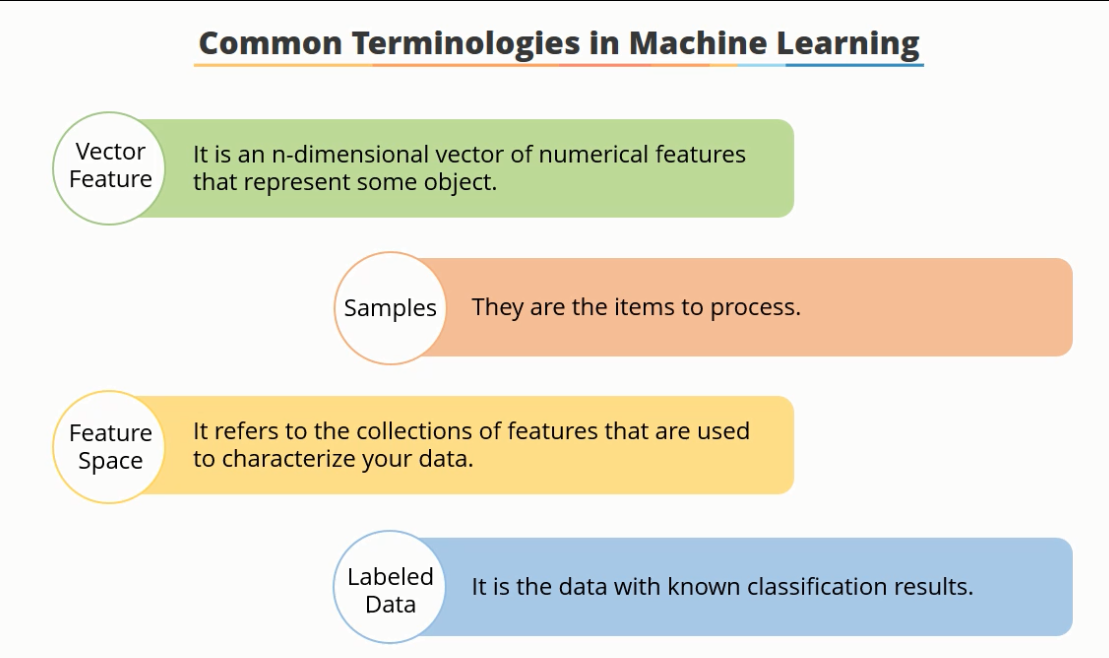 Common Terminologies in Machine Learning
Vector
Feature
It is an n-dimensional vector of numerical features
that represent some object.
Samples
They are the items to process.
Feature
Space
It refers to the collections of features that are used
to characterize your data.
Labeled
Data
It is the data with known classification results.